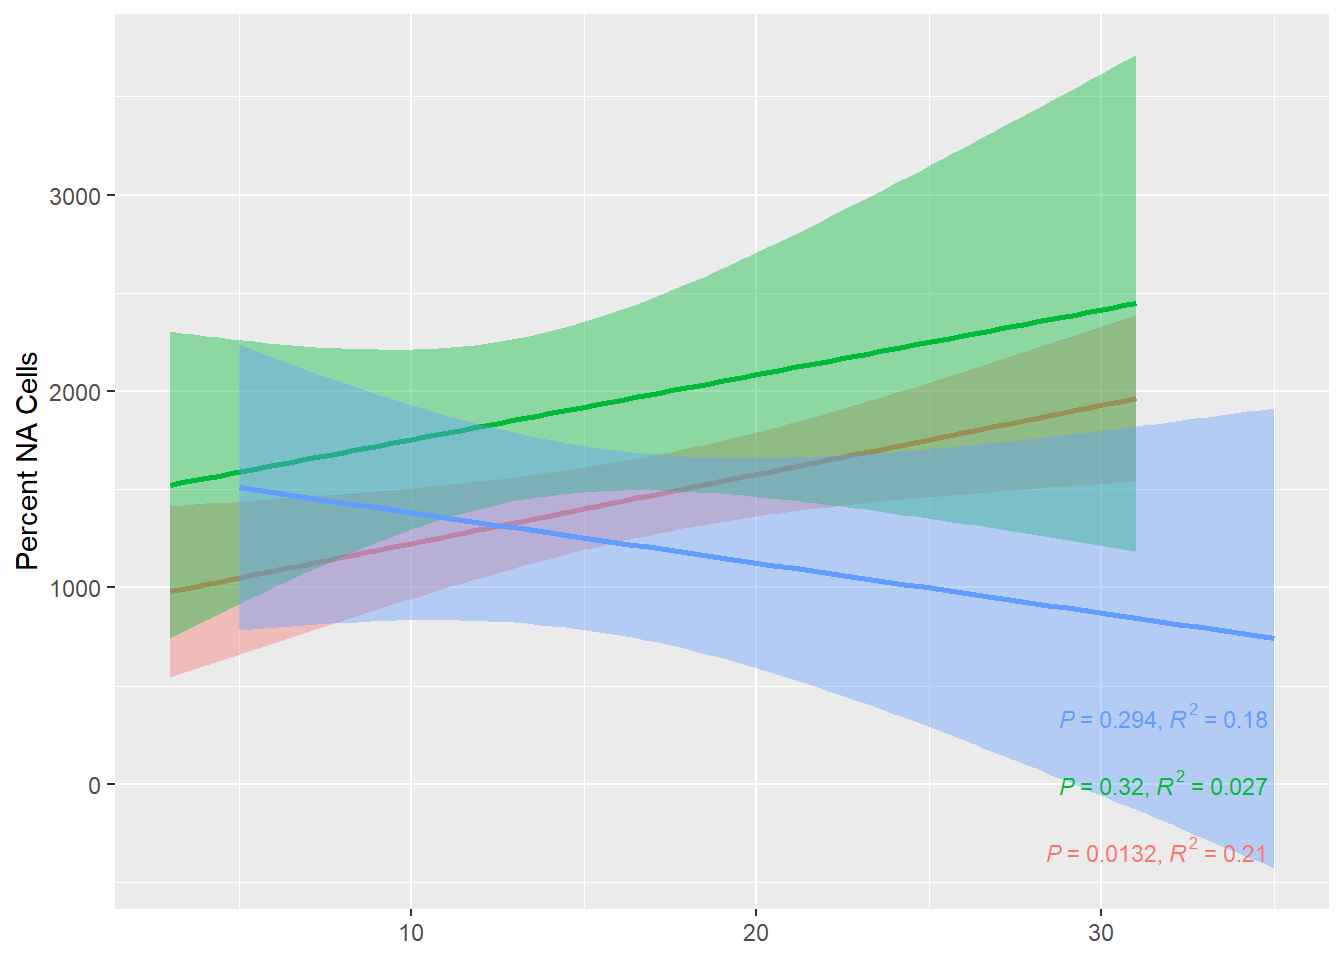 Percent NA Cells
3000
2000
1000
0
P = 0.294, R² = 0.18
P = 0.32, R² = 0.027
P = 0.0132, R² = 0.21
10 20 30